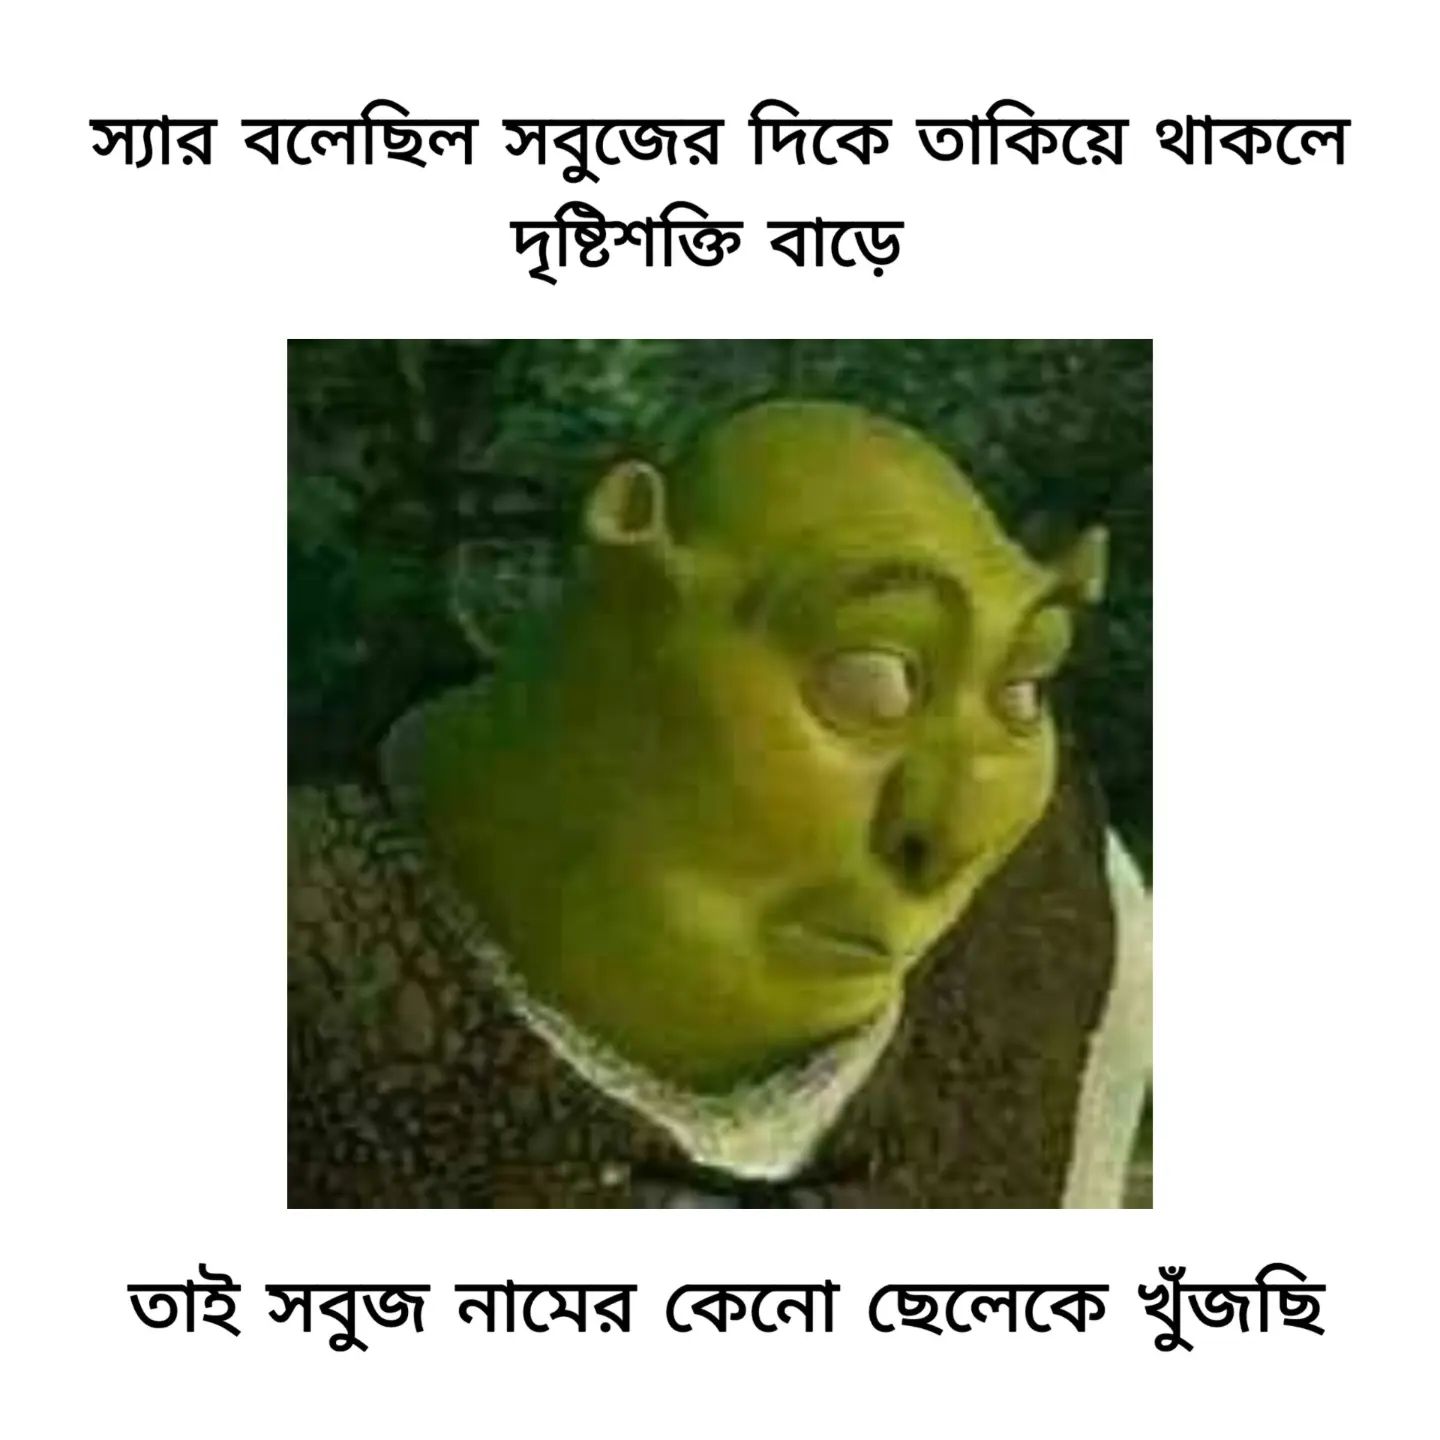 স্যার বলেছিল সবুজের দিকে তাকিয়ে থাকলে
দৃষ্টিশক্তি বাড়ে
তাই সবুজ নামের কেনো ছেলেকে খুঁজছি